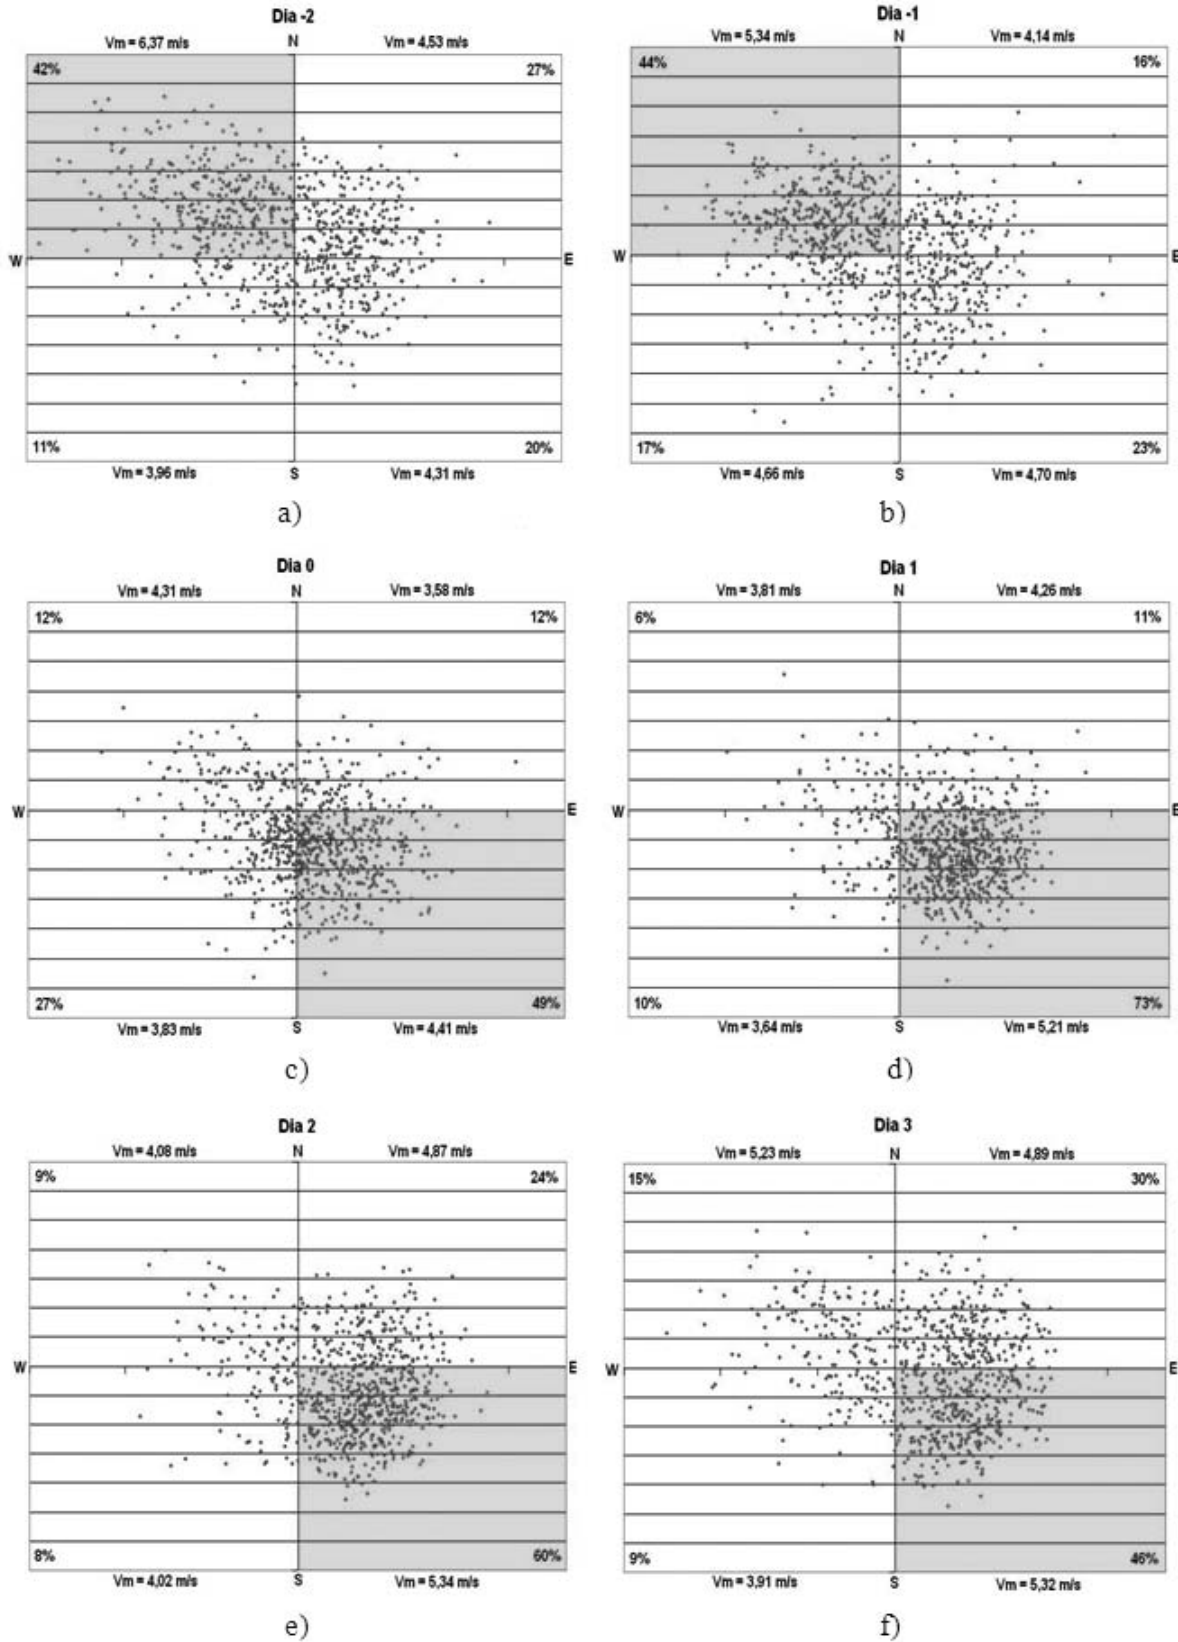 Dia -2
Vm = 6,37 m/s N Vm = 4,53 m/s
42% 27%
W E
11% 20%
Vm = 3,96 m/s S Vm = 4,31 m/s
a)
Dia -1
Vm = 5,34 m/s N Vm = 4,14 m/s
44% 16%
W E
17% 23%
Vm = 4,66 m/s S Vm = 4,70 m/s
b)
Dia 0
Vm = 4,31 m/s N Vm = 3,58 m/s
12% 12%
W E
27% 49%
Vm = 3,83 m/s S Vm = 4,41 m/s
c)
Dia 1
Vm = 3,81 m/s N Vm = 4,26 m/s
6% 11%
W E
10% 73%
Vm = 3,64 m/s S Vm = 5,21 m/s
d)
Dia 2
Vm = 4,08 m/s N Vm = 4,87 m/s
9% 24%
W E
8% 60%
Vm = 4,02 m/s S Vm = 5,34 m/s
e)
Dia 3
Vm = 5,23 m/s N Vm = 4,89 m/s
15% 30%
W E
9% 46%
Vm = 3,91 m/s S Vm = 5,32 m/s
f)